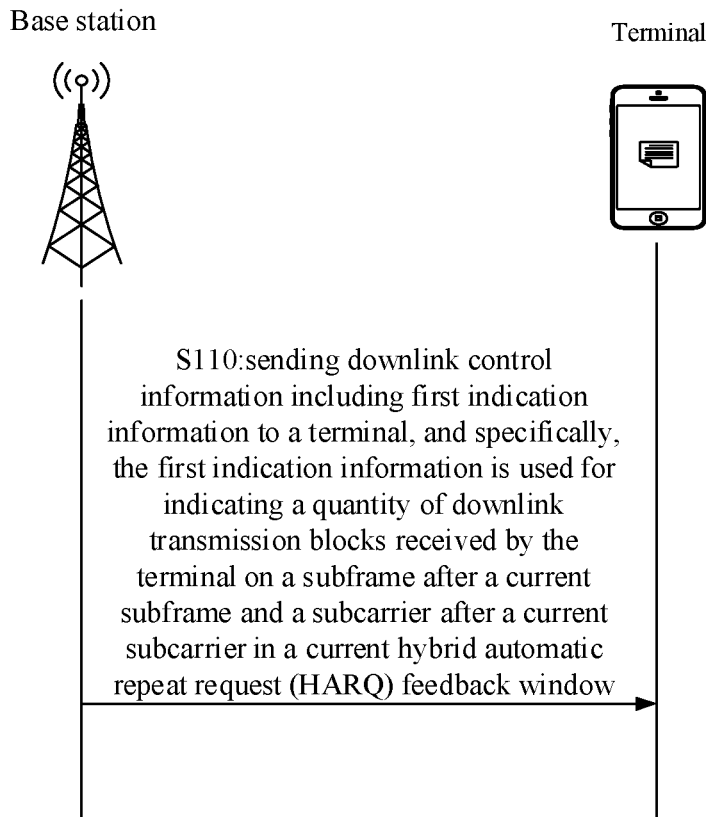 Base station
Terminal
S110:sending downlink control
information including first indication
information to a terminal, and specifically,
the first indication information is used for
indicating a quantity of downlink
transmission blocks received by the
terminal on a subframe after a current
subframe and a subcarrier after a current
subcarrier in a current hybrid automatic
repeat request (HARQ) feedback window